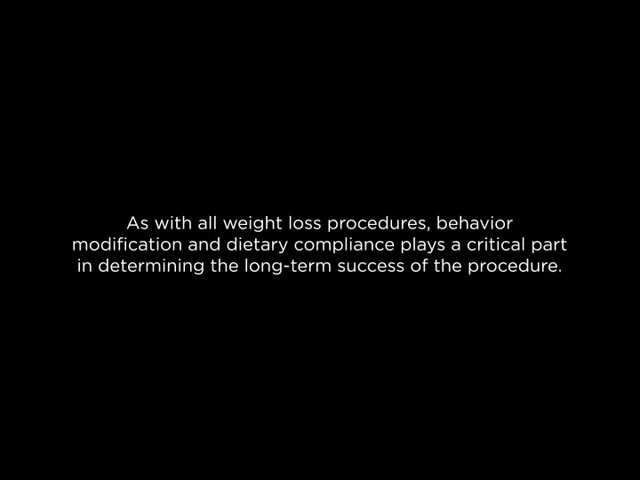 As with all weight loss procedures, behavior
modification and dietary compliance plays a critical part
in determining the long-term success of the procedure.